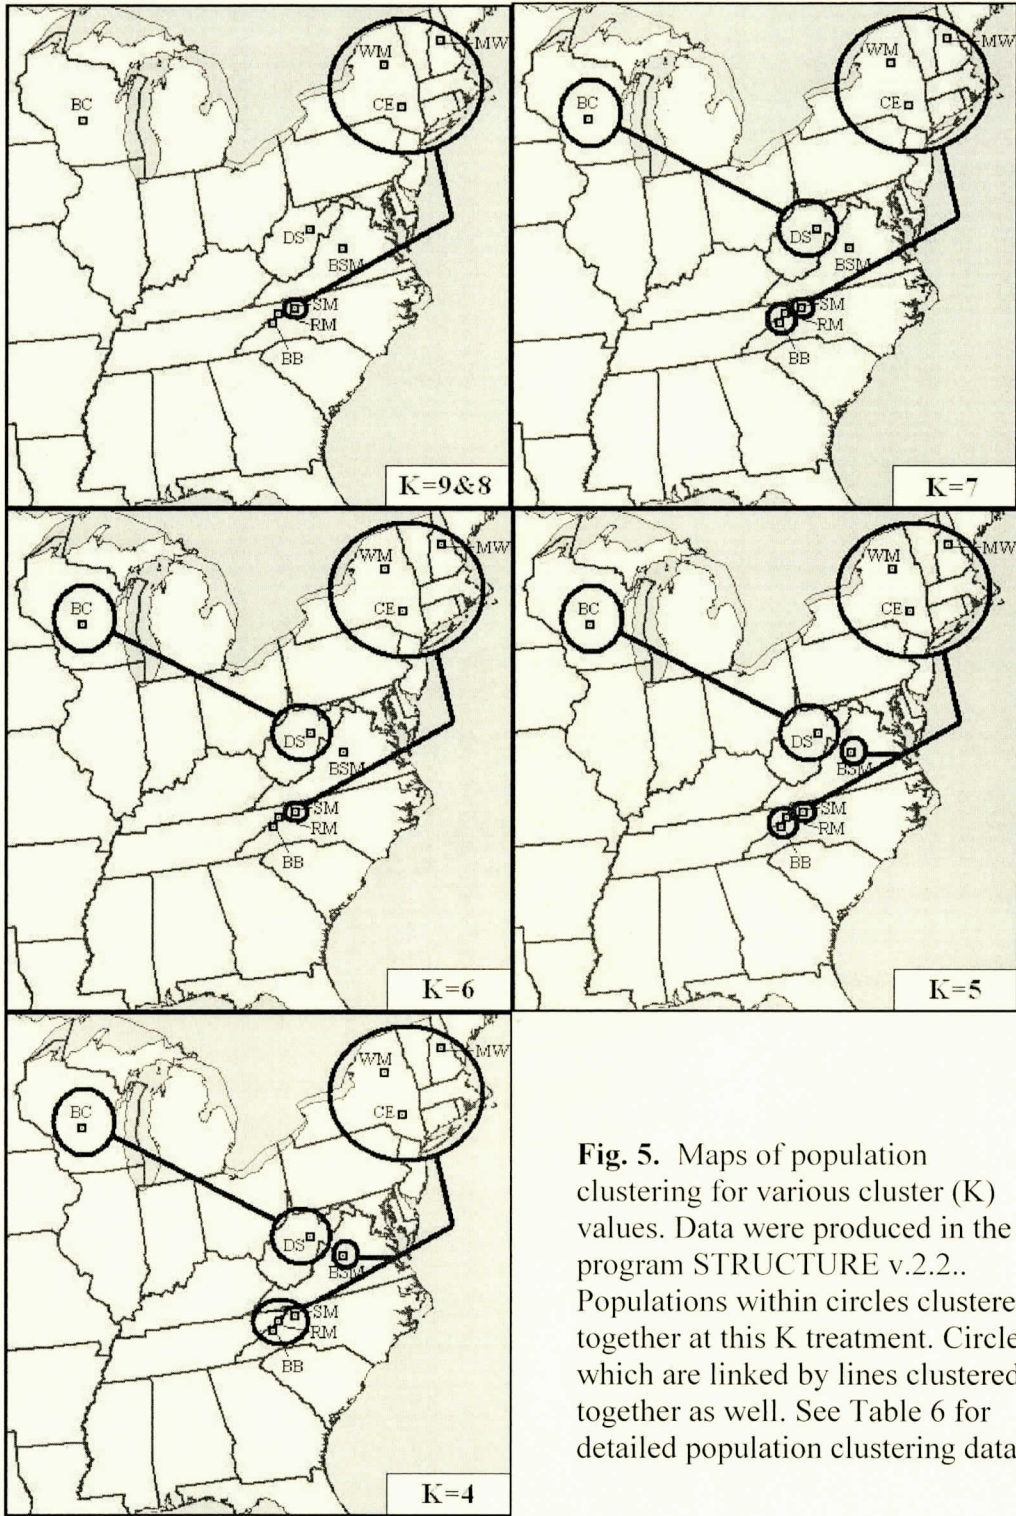 WM
MW
BC
CE
DS
BSM
SM
RM
BB
K=9&8
WM
MW
BC
CE
DS
BSM
SM
RM
BB
K=7
WM
MW
BC
CE
DS
BSM
SM
RM
BB
K=6
WM
MW
BC
CE
DS
BSM
SM
RM
BB
K=5
WM
MW
BC
CE
DS
BSM
SM
RM
BB
K=4
Fig. 5. Maps of population
clustering for various cluster (K)
values. Data were produced in the
program STRUCTURE v.2.2..
Populations within circles clustere
together at this K treatment. Circle
which are linked by lines clustered
together as well. See Table 6 for
detailed population clustering data